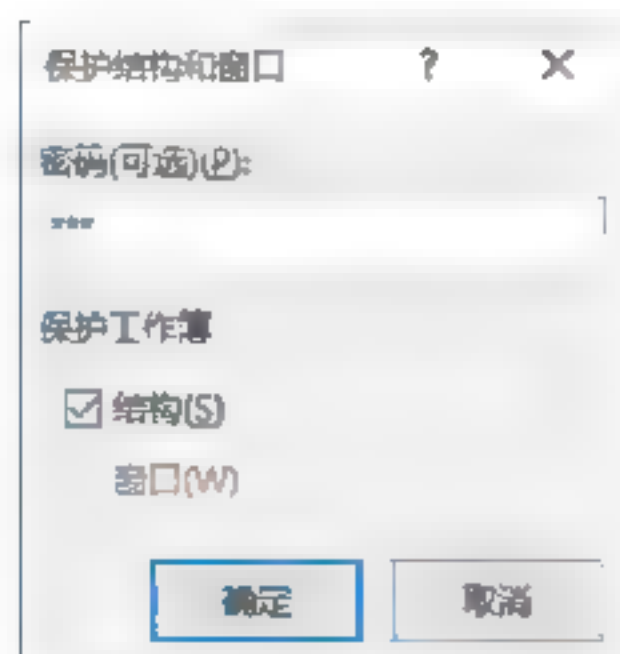 保护结构和窗口 ? ×
密码(可选)(P):
***
保护工作簿
结构(S)
窗口(W)
确定 取消